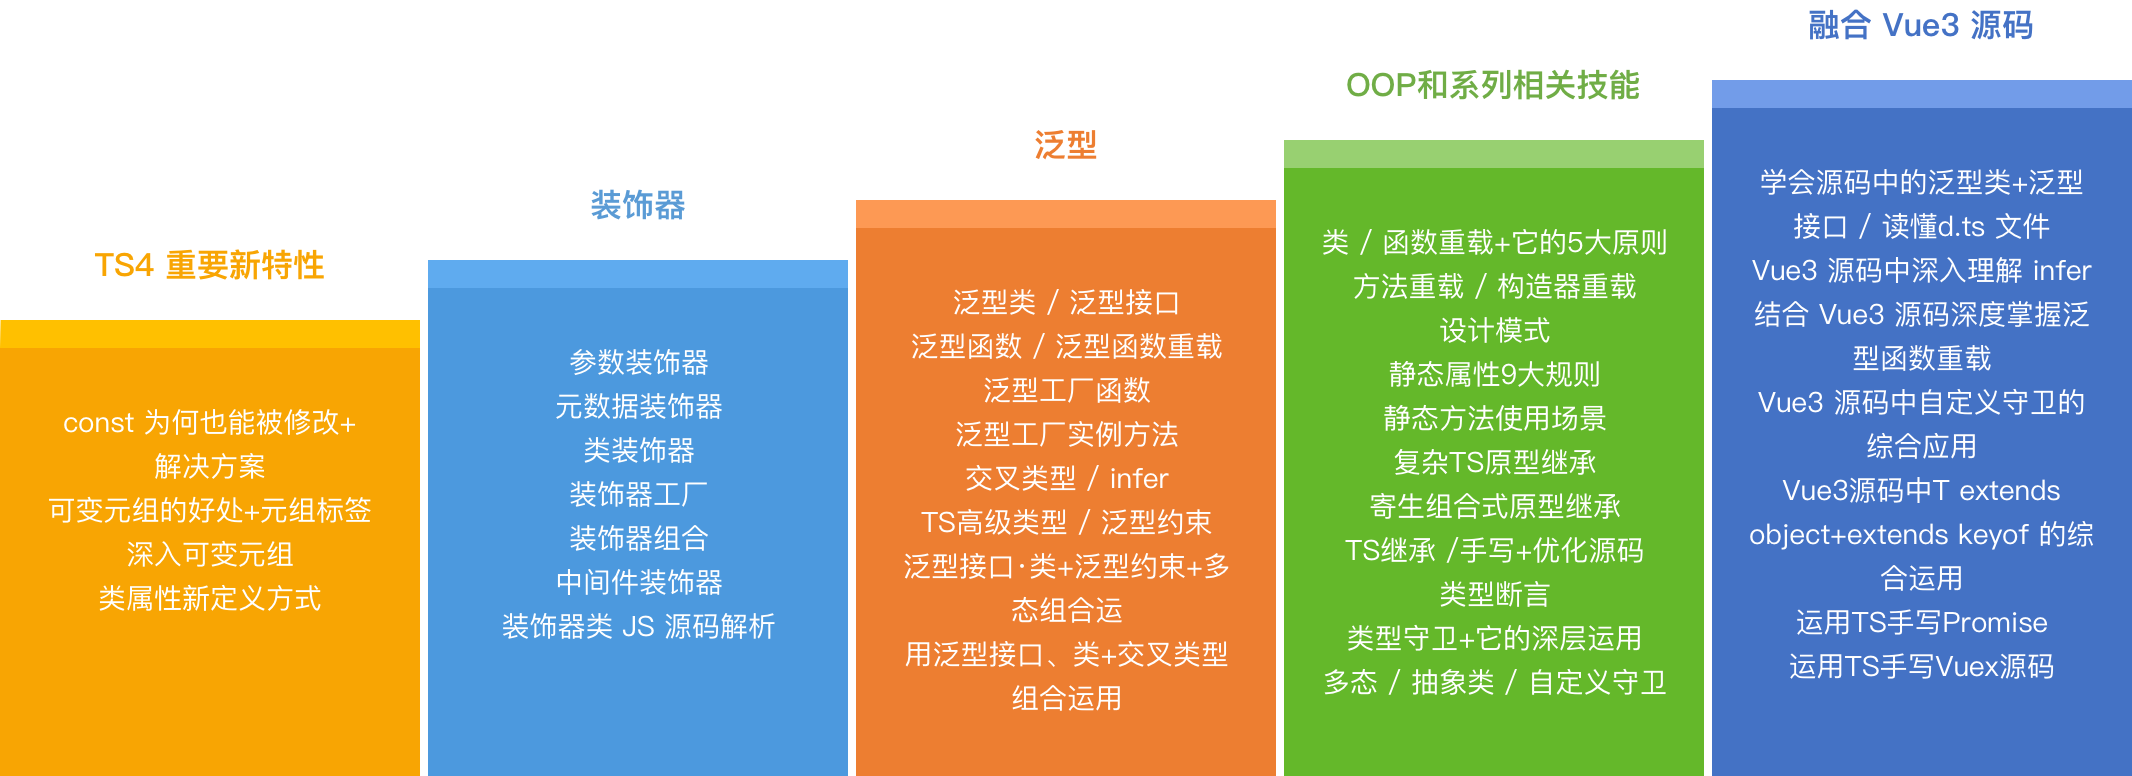 TS4 重要新特性
const 为何也能被修改+
解决方案
可变元组的好处+元组标签
深入可变元组
类属性新定义方式
装饰器
参数装饰器
元数据装饰器
类装饰器
装饰器工厂
装饰器组合
中间件装饰器
装饰器类 JS 源码解析
泛型
泛型类 / 泛型接口
泛型函数 / 泛型函数重载
泛型工厂函数
泛型工厂实例方法
交叉类型 / infer
TS高级类型 / 泛型约束
泛型接口·类+泛型约束+多
态组合运
用泛型接口、类+交叉类型
组合运用
OOP和系列相关技能
类 / 函数重载+它的5大原则
方法重载 / 构造器重载
设计模式
静态属性9大规则
静态方法使用场景
复杂TS原型继承
寄生组合式原型继承
TS继承 /手写+优化源码
类型断言
类型守卫+它的深层运用
多态 / 抽象类 / 自定义守卫
融合 Vue3 源码
学会源码中的泛型类+泛型
接口 / 读懂d.ts 文件
Vue3 源码中深入理解 infer
结合 Vue3 源码深度掌握泛
型函数重载
Vue3 源码中自定义守卫的
综合应用
Vue3源码中T extends
object+extends keyof 的综
合运用
运用TS手写Promise
运用TS手写Vuex源码